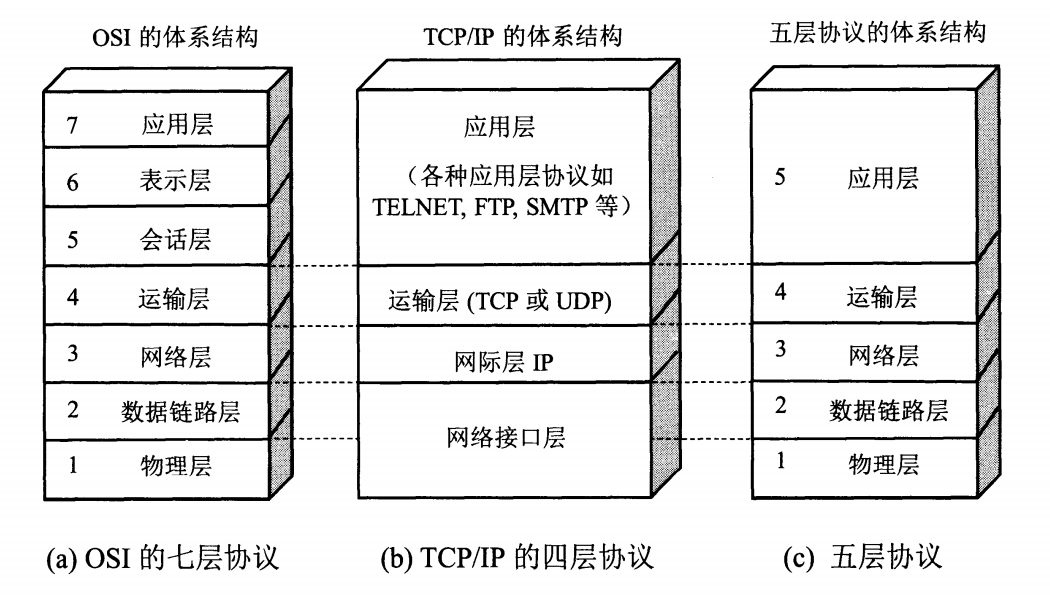 OSI 的体系结构
7 应用层
6 表示层
5 会话层
4 运输层
3 网络层
2 数据链路层
1 物理层
(a) OSI 的七层协议
TCP/IP 的体系结构
应用层
（各种应用层协议如
TELNET, FTP, SMTP 等）
运输层 (TCP 或 UDP)
网际层 IP
网络接口层
(b) TCP/IP 的四层协议
五层协议的体系结构
5 应用层
4 运输层
3 网络层
2 数据链路层
1 物理层
(c) 五层协议